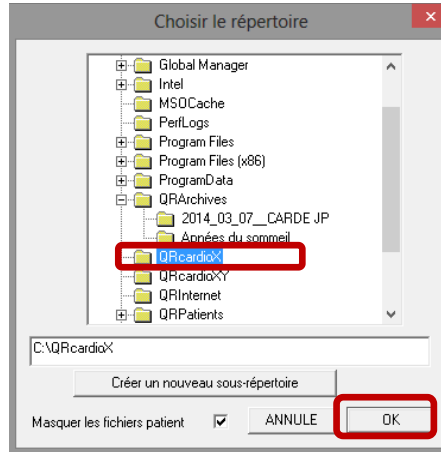 Choisir le répertoire
×
Global Manager
Intel
MSOCache
PerfLogs
Program Files
Program Files (x86)
ProgramData
QRArchives
2014_03_07__CARDE JP
Apnées du sommeil
QRcardioX
QRcardioXY
QRInternet
QRPatients
C:\QRcardioX
Créer un nouveau sous-répertoire
Masquer les fichiers patient ANNULE OK